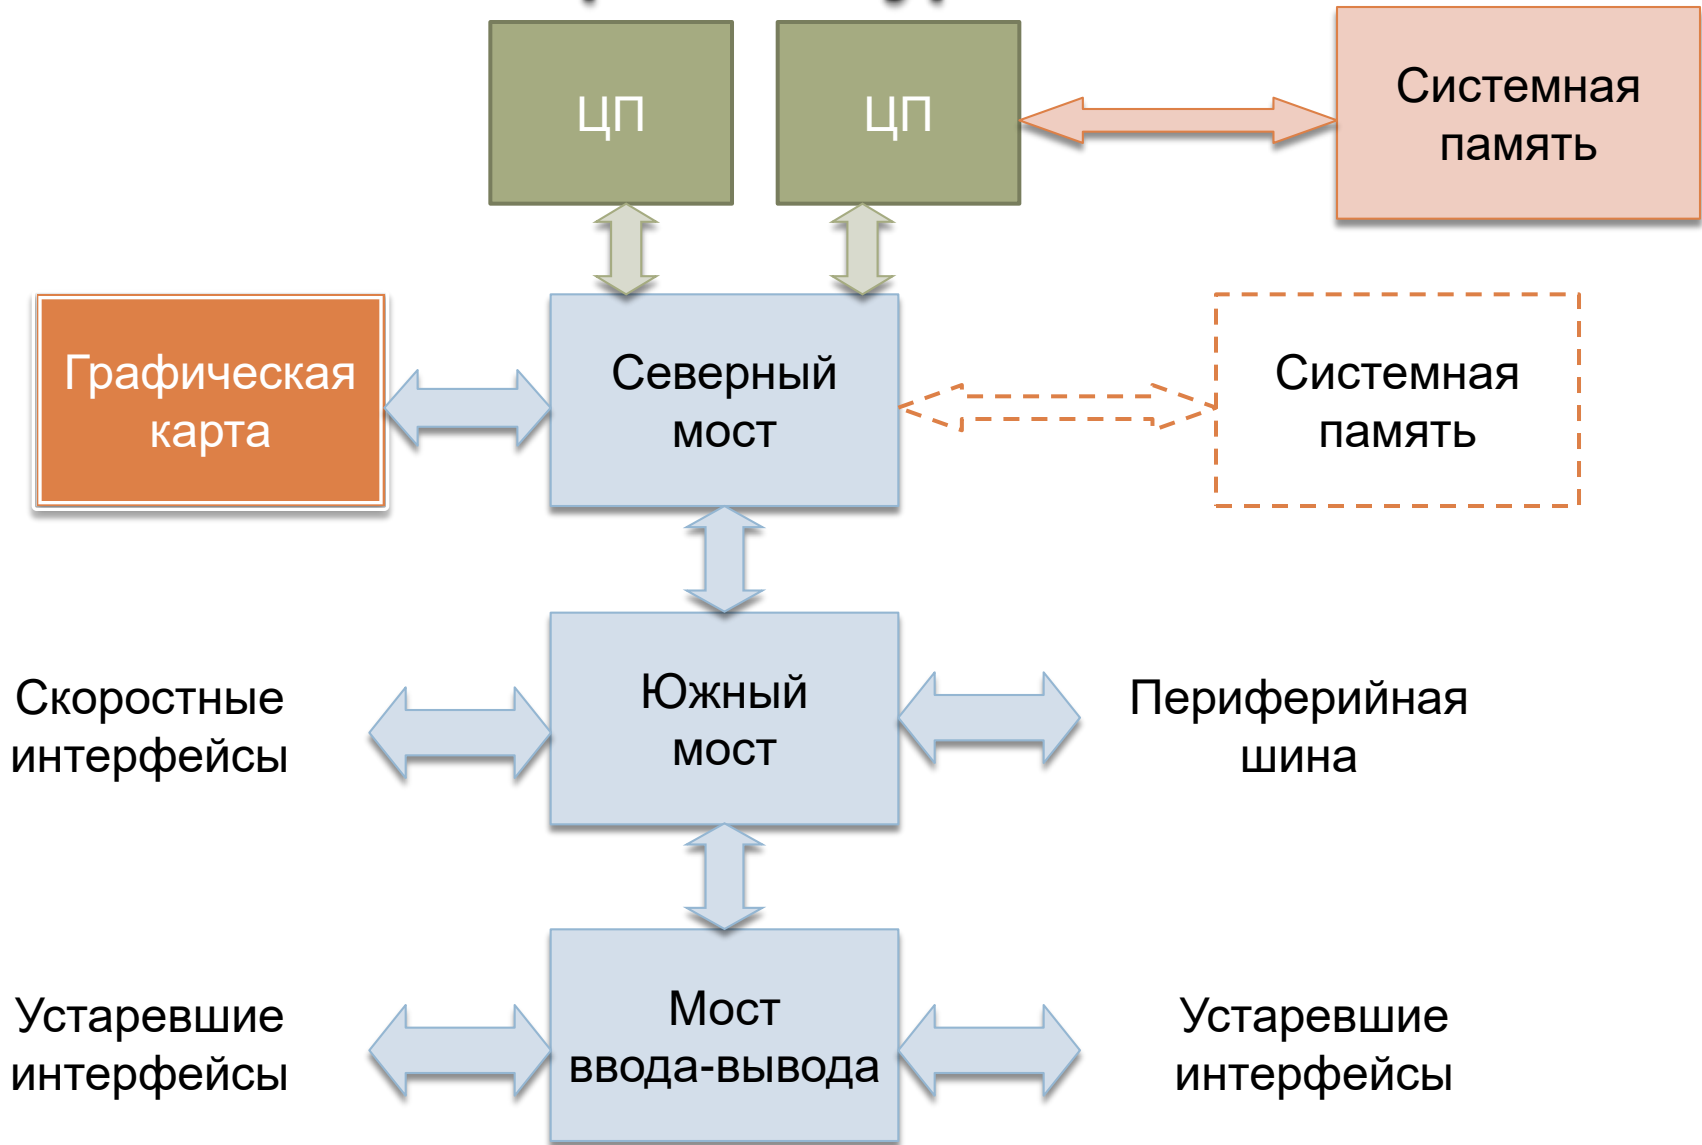 ЦП
ЦП
Системная
память
Графическая
карта
Северный
мост
Системная
память
Скоростные
интерфейсы
Южный
мост
Периферийная
шина
Устаревшие
интерфейсы
Мост
ввода-вывода
Устаревшие
интерфейсы